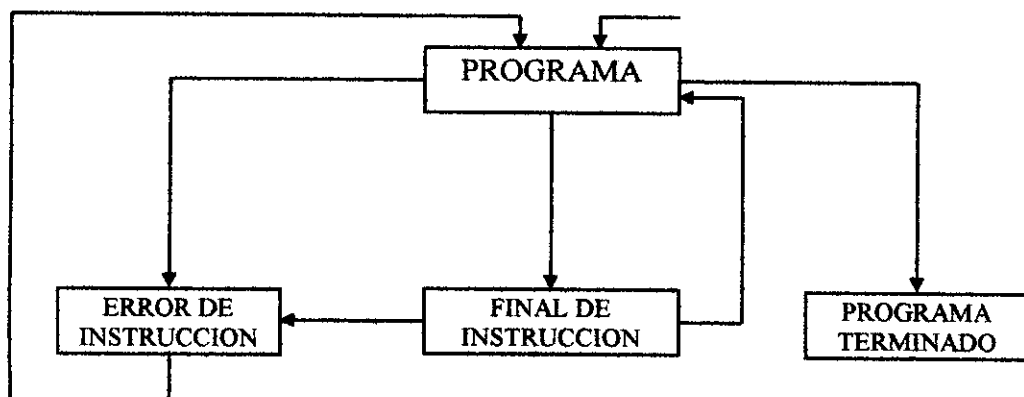 PROGRAMA
ERROR DE
INSTRUCCION
FINAL DE
INSTRUCCION
PROGRAMA
TERMINADO